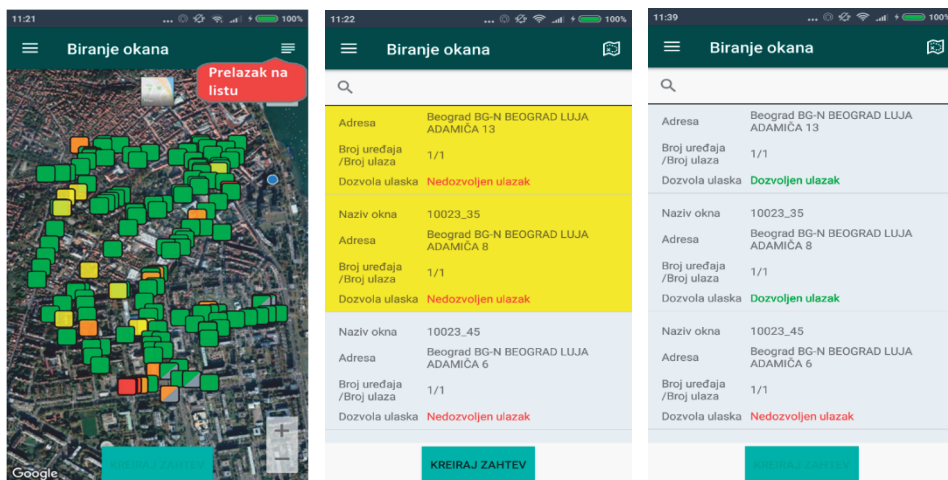 11:21
... 100%
Biranje okana
Prelazak na
listu
+
−
KREIRAJ ZAHTEV
Google
11:22
... 100%
Biranje okana
Adresa
Beograd BG-N BEOGRAD LUJA
ADAMIČA 13
Broj uređaja
/Broj ulaza
1/1
Dozvola ulaska Nedozvoljen ulazak
Naziv okna 10023_35
Adresa
Beograd BG-N BEOGRAD LUJA
ADAMIČA 8
Broj uređaja
/Broj ulaza
1/1
Dozvola ulaska Nedozvoljen ulazak
Naziv okna 10023_45
Adresa
Beograd BG-N BEOGRAD LUJA
ADAMIČA 6
Broj uređaja
/Broj ulaza
1/1
Dozvola ulaska Nedozvoljen ulazak
KREIRAJ ZAHTEV
11:39
... 100%
Biranje okana
Adresa
Beograd BG-N BEOGRAD LUJA
ADAMIČA 13
Broj uređaja
/Broj ulaza
1/1
Dozvola ulaska Dozvoljen ulazak
Naziv okna 10023_35
Adresa
Beograd BG-N BEOGRAD LUJA
ADAMIČA 8
Broj uređaja
/Broj ulaza
1/1
Dozvola ulaska Dozvoljen ulazak
Naziv okna 10023_45
Adresa
Beograd BG-N BEOGRAD LUJA
ADAMIČA 6
Broj uređaja
/Broj ulaza
1/1
Dozvola ulaska Nedozvoljen ulazak
KREIRAJ ZAHTEV